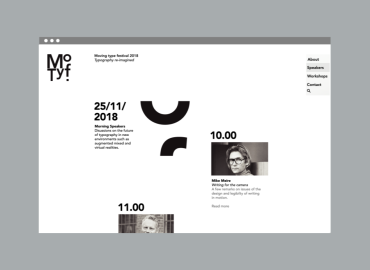 Mo
Tyf!
Moving type festival 2018
Typography re-imagined
About
Speakers
Workshops
Contact
25/11/
2018
Morning Speakers
Discussions on the future
of typography in new
environments such as
augmented mixed and
virtual realities.
10.00
Mike Meire
Writing for the camera
A few remarks on issues of the
design and legibility of writing
in motion.
Read more
11.00